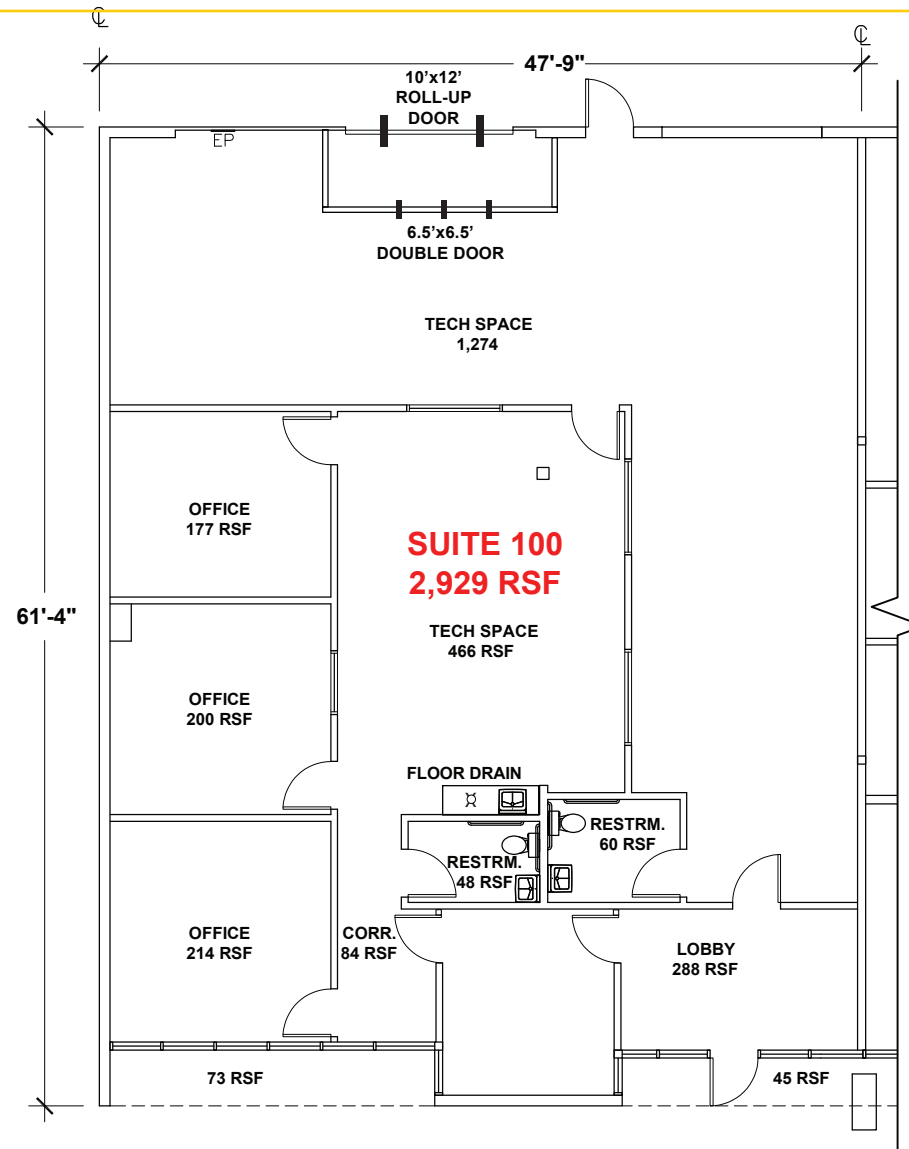 ℄
℄
47'-9"
10’x12’
ROLL-UP
DOOR
EP
6.5’x6.5’
DOUBLE DOOR
TECH SPACE
1,274
OFFICE
177 RSF
SUITE 100
2,929 RSF
61'-4"
TECH SPACE
466 RSF
OFFICE
200 RSF
FLOOR DRAIN
RESTRM.
60 RSF
RESTRM.
48 RSF
OFFICE
214 RSF
CORR.
84 RSF
LOBBY
288 RSF
73 RSF
45 RSF